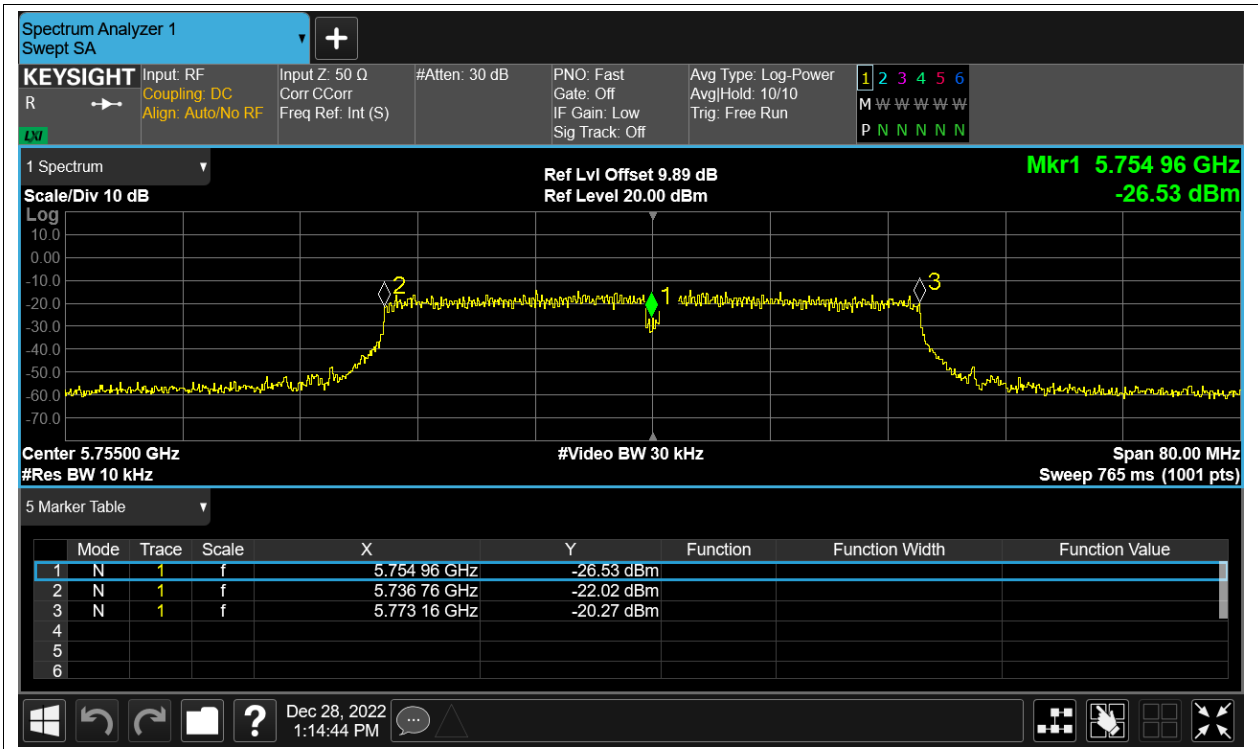 Spectrum Analyzer 1
Swept SA
+
KEYSIGHT Input: RF Input Z: 50 Ω #Atten: 30 dB PNO: Fast Avg Type: Log-Power 1 2 3 4 5 6
R Coupling: DC Corr CCorr Gate: Off Avg|Hold: 10/10 M W W W W W
Align: Auto/No RF Freq Ref: Int (S) IF Gain: Low Trig: Free Run
LXI Sig Track: Off P N N N N N
1 Spectrum Ref Lvl Offset 9.89 dB Mkr1 5.754 96 GHz
Scale/Div 10 dB Ref Level 20.00 dBm -26.53 dBm
Log
10.0
0.00
-10.0
-20.0
-30.0
-40.0
-50.0
-60.0
-70.0
2
1
3
Center 5.75500 GHz #Video BW 30 kHz Span 80.00 MHz
#Res BW 10 kHz Sweep 765 ms (1001 pts)
5 Marker Table
Mode Trace Scale X Y Function Function Width Function Value
1 N 1 f 5.754 96 GHz -26.53 dBm
2 N 1 f 5.736 76 GHz -22.02 dBm
3 N 1 f 5.773 16 GHz -20.27 dBm
4
5
6
? Dec 28, 2022
1:14:44 PM